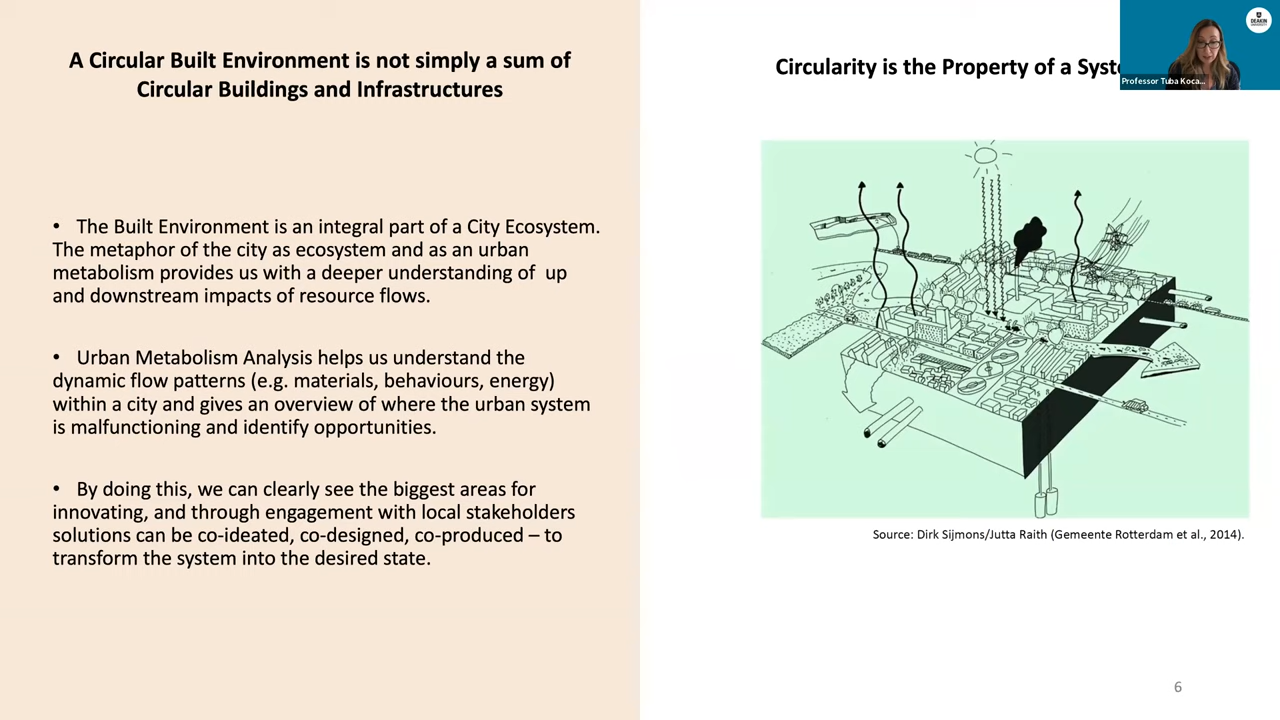 A Circular Built Environment is not simply a sum of
Circular Buildings and Infrastructures
• The Built Environment is an integral part of a City Ecosystem.
The metaphor of the city as ecosystem and as an urban
metabolism provides us with a deeper understanding of up
and downstream impacts of resource flows.
• Urban Metabolism Analysis helps us understand the
dynamic flow patterns (e.g. materials, behaviours, energy)
within a city and gives an overview of where the urban system
is malfunctioning and identify opportunities.
• By doing this, we can clearly see the biggest areas for
innovating, and through engagement with local stakeholders
solutions can be co-ideated, co-designed, co-produced – to
transform the system into the desired state.
Circularity is the Property of a Syst
Professor Tuba Koca...
DEAKIN
UNIVERSITY
Source: Dirk Sijmons/Jutta Raith (Gemeente Rotterdam et al., 2014).
6